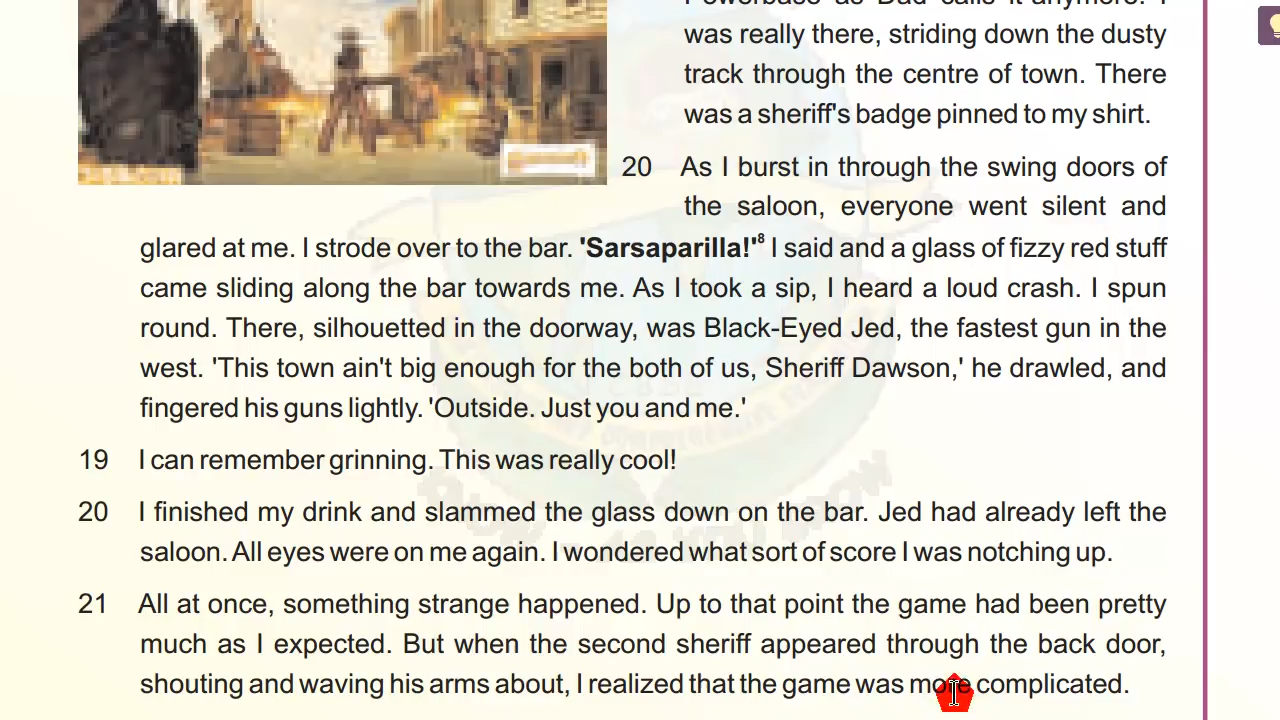 Powerbase as Dad calls it anymore. I
was really there, striding down the dusty
track through the centre of town. There
was a sheriff's badge pinned to my shirt.
20 As I burst in through the swing doors of
the saloon, everyone went silent and
glared at me. I strode over to the bar. 'Sarsaparilla!'8 I said and a glass of fizzy red stuff
came sliding along the bar towards me. As I took a sip, I heard a loud crash. I spun
round. There, silhouetted in the doorway, was Black-Eyed Jed, the fastest gun in the
west. 'This town ain't big enough for the both of us, Sheriff Dawson,' he drawled, and
fingered his guns lightly. 'Outside. Just you and me.'
19 I can remember grinning. This was really cool!
20 I finished my drink and slammed the glass down on the bar. Jed had already left the
saloon. All eyes were on me again. I wondered what sort of score I was notching up.
21 All at once, something strange happened. Up to that point the game had been pretty
much as I expected. But when the second sheriff appeared through the back door,
shouting and waving his arms about, I realized that the game was more complicated.